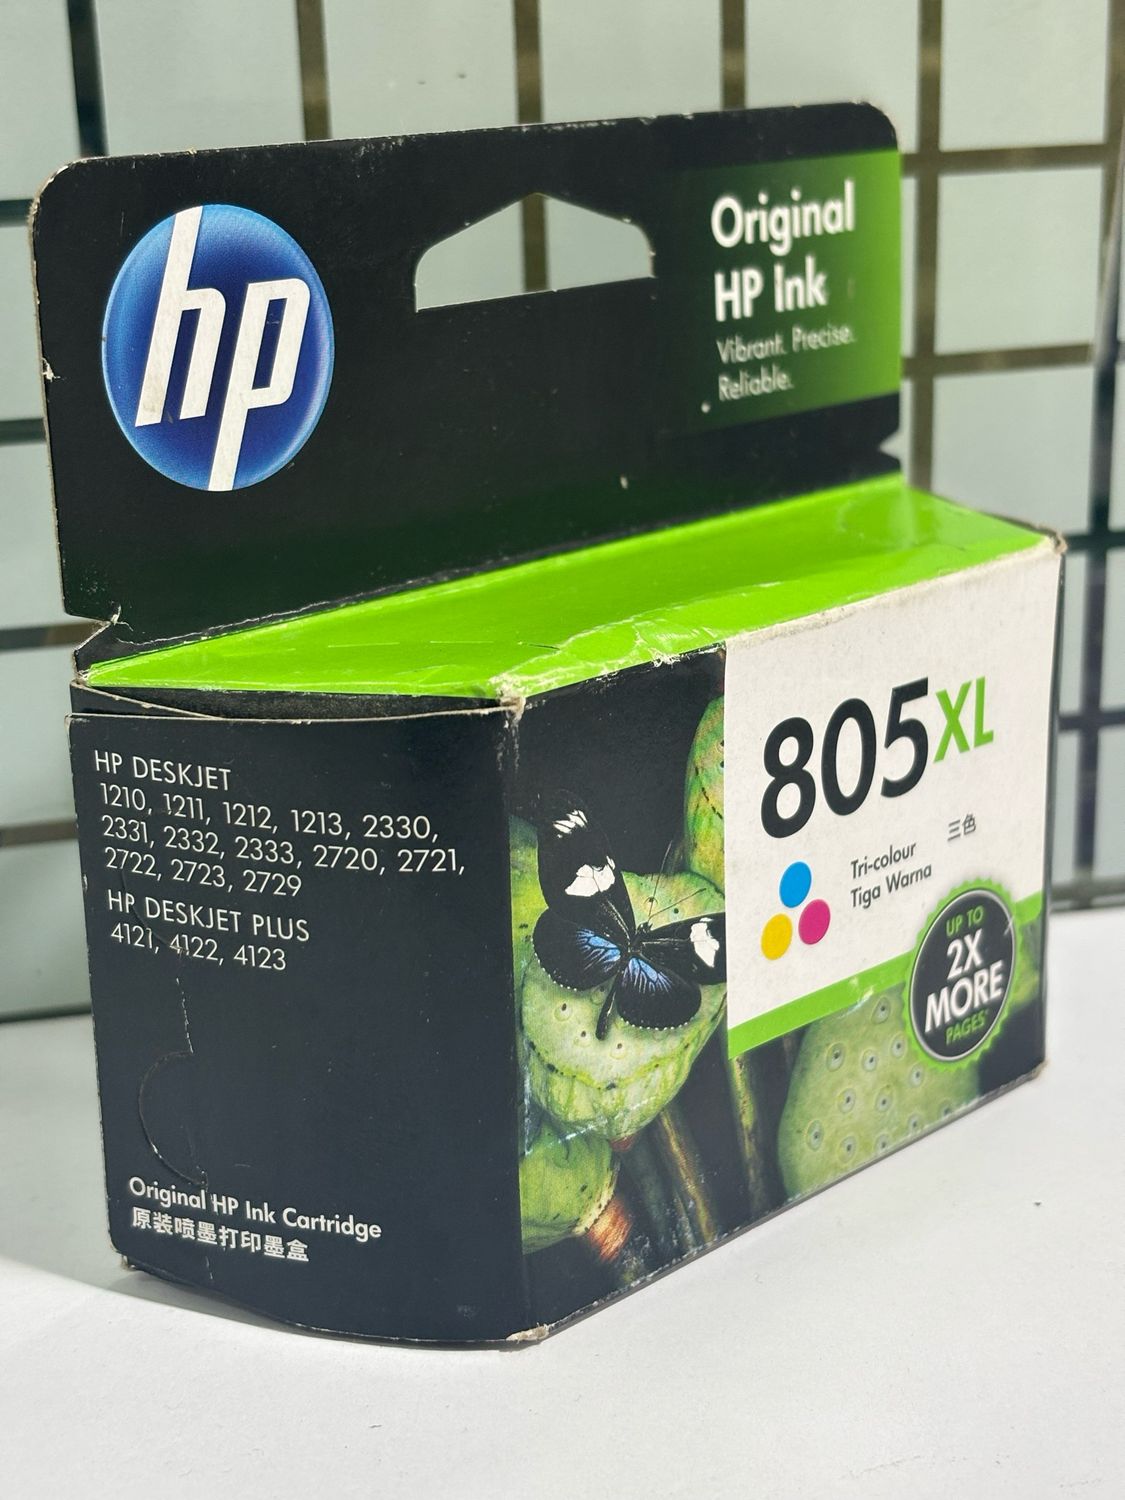 hp
Original
HP Ink
Vibrant. Precise.
Reliable.
HP DESKJET
1210, 1211, 1212, 1213, 2330,
2331, 2332, 2333, 2720, 2721,
2722, 2723, 2729
HP DESKJET PLUS
4121, 4122, 4123
Original HP Ink Cartridge
原装喷墨打印墨盒
805XL
Tri-colour 三色
Tiga Warna
UP TO
2X
MORE
PAGES*